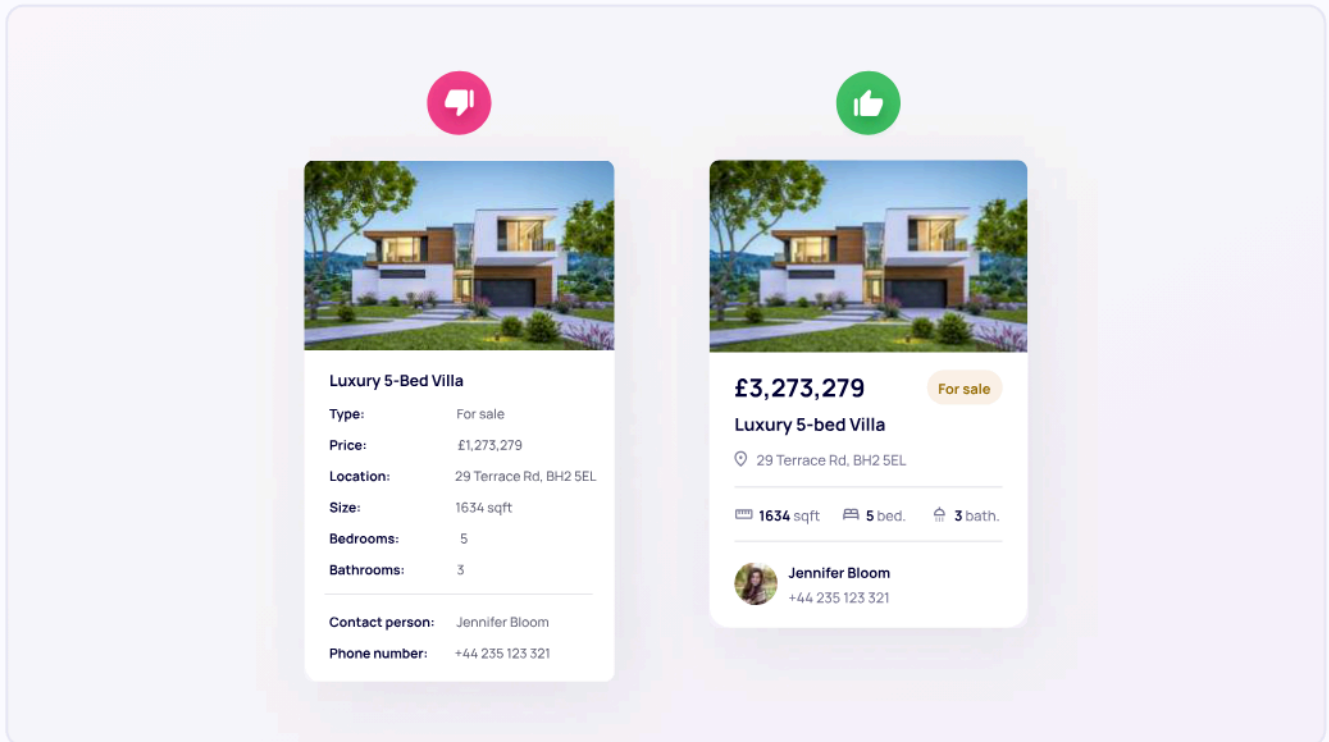 Luxury 5-Bed Villa
Type: For sale
Price: £1,273,279
Location: 29 Terrace Rd, BH2 5EL
Size: 1634 sqft
Bedrooms: 5
Bathrooms: 3
Contact person: Jennifer Bloom
Phone number: +44 235 123 321
£3,273,279 For sale
Luxury 5-bed Villa
29 Terrace Rd, BH2 5EL
1634 sqft 5 bed. 3 bath.
Jennifer Bloom
+44 235 123 321